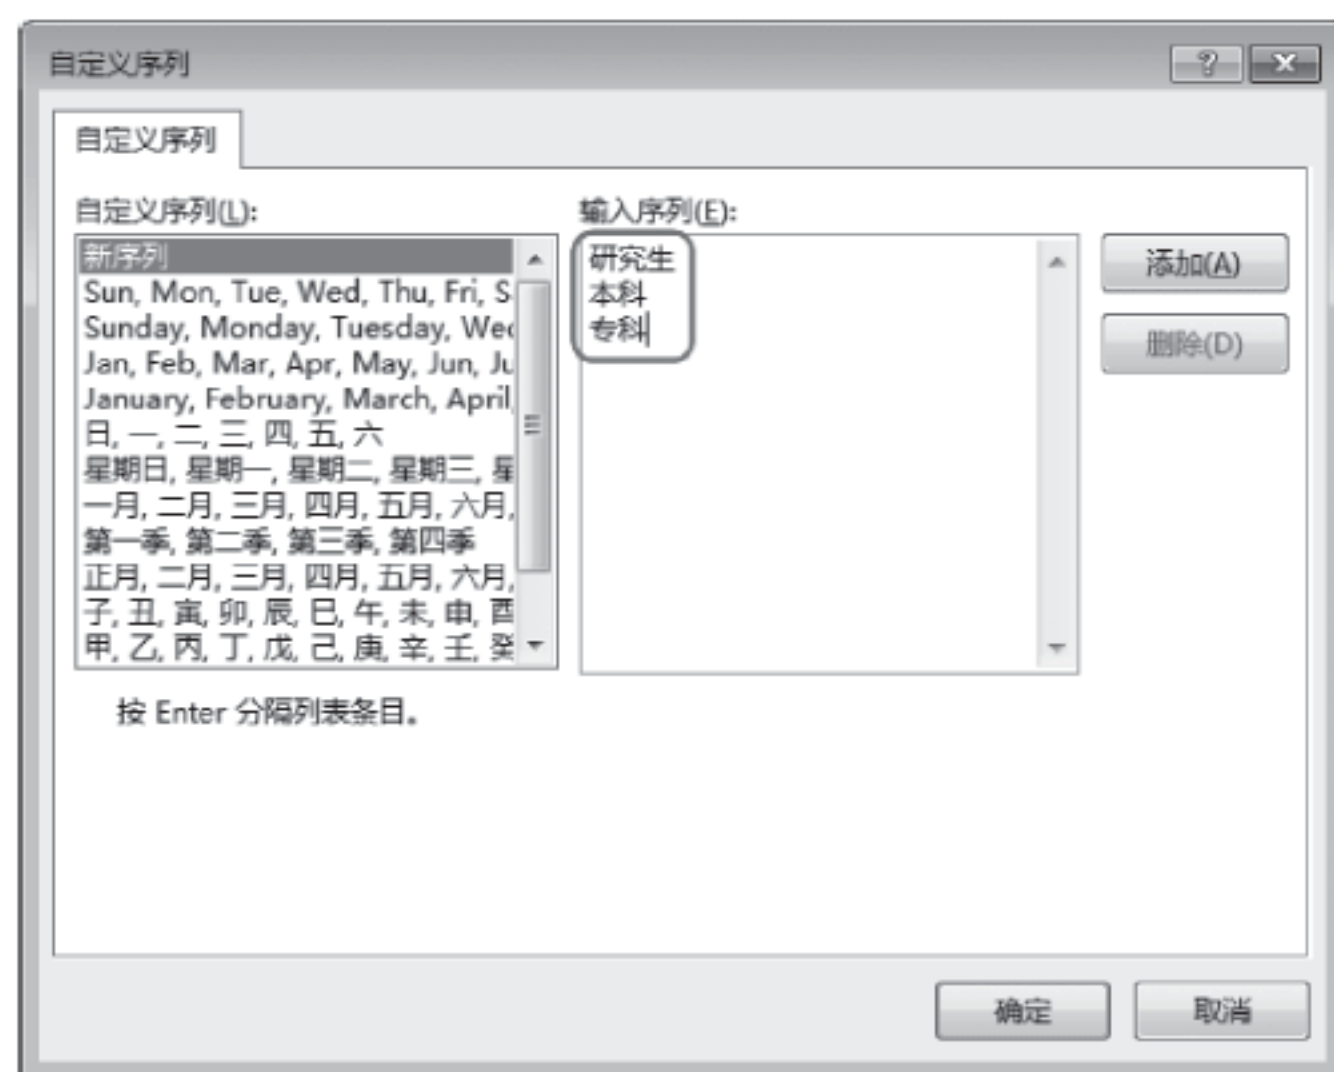 自定义序列
自定义序列
自定义序列(L):
新序列
Sun, Mon, Tue, Wed, Thu, Fri, S
Sunday, Monday, Tuesday, Wed
Jan, Feb, Mar, Apr, May, Jun, Ju
January, February, March, April,
日, 一, 二, 三, 四, 五, 六
星期日, 星期一, 星期二, 星期三, 星
一月, 二月, 三月, 四月, 五月, 六月,
第一季, 第二季, 第三季, 第四季
正月, 二月, 三月, 四月, 五月, 六月,
子, 丑, 寅, 卯, 辰, 巳, 午, 未, 申, 酉
甲, 乙, 丙, 丁, 戊, 己, 庚, 辛, 壬, 癸
按 Enter 分隔列表条目。
输入序列(E):
研究生
本科
专科
添加(A)
删除(D)
确定
取消